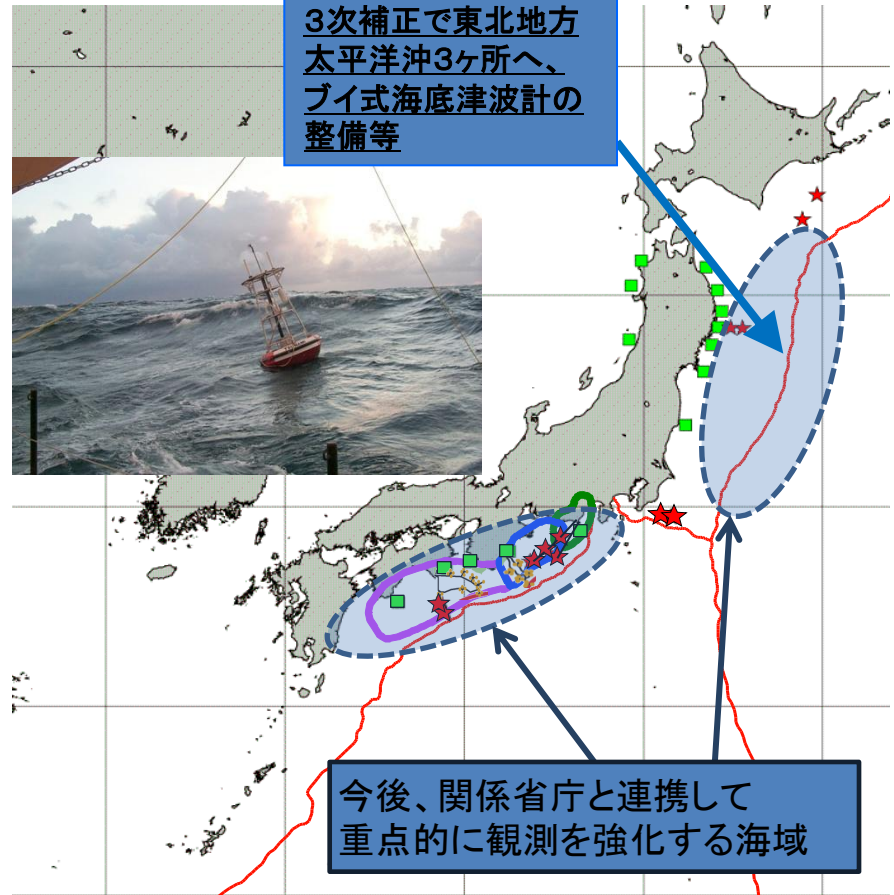 3次補正で東北地方
太平洋沖3ヶ所へ、
ブイ式海底津波計の
整備等
今後、関係省庁と連携して
重点的に観測を強化する海域